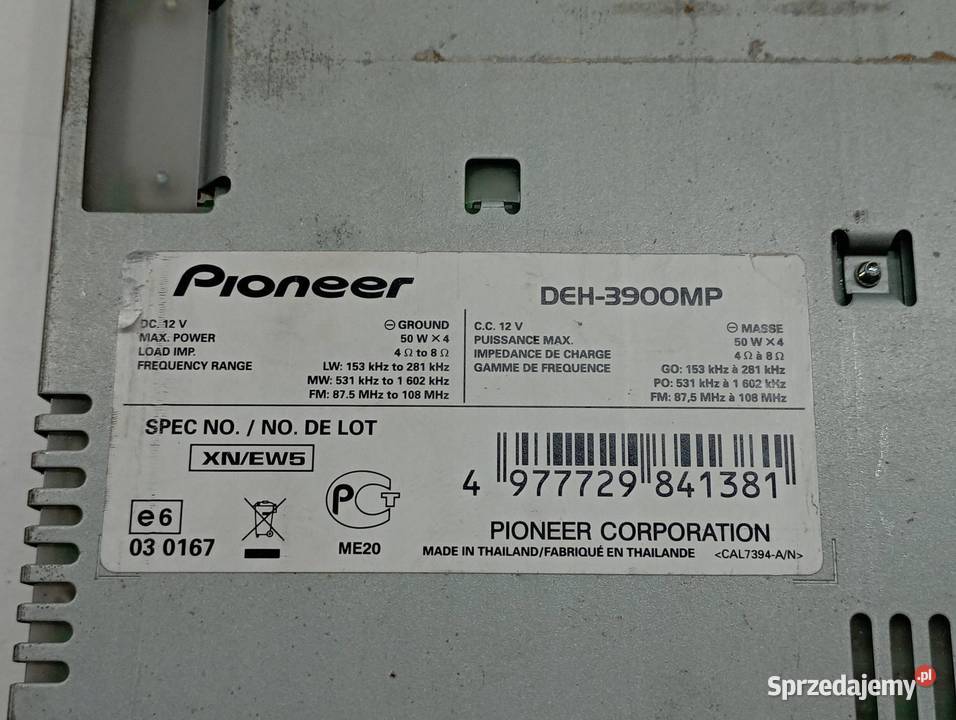 Pioneer
DEH-3900MP
DC. 12 V ⊖ GROUND
MAX. POWER 50 W × 4
LOAD IMP. 4 Ω to 8 Ω
FREQUENCY RANGE LW: 153 kHz to 281 kHz
MW: 531 kHz to 1 602 kHz
FM: 87.5 MHz to 108 MHz
C.C. 12 V ⊖ MASSE
PUISSANCE MAX. 50 W × 4
IMPEDANCE DE CHARGE 4 Ω à 8 Ω
GAMME DE FREQUENCE GO: 153 kHz à 281 kHz
PO: 531 kHz à 1 602 kHz
FM: 87,5 MHz à 108 MHz
SPEC NO. / NO. DE LOT
XN/EW5
e6
03 0167
PCT
ME20
4 977729 841381
PIONEER CORPORATION
MADE IN THAILAND/FABRIQUÉ EN THAILANDE <CAL7394-A/N>
Sprzedajemy.pl